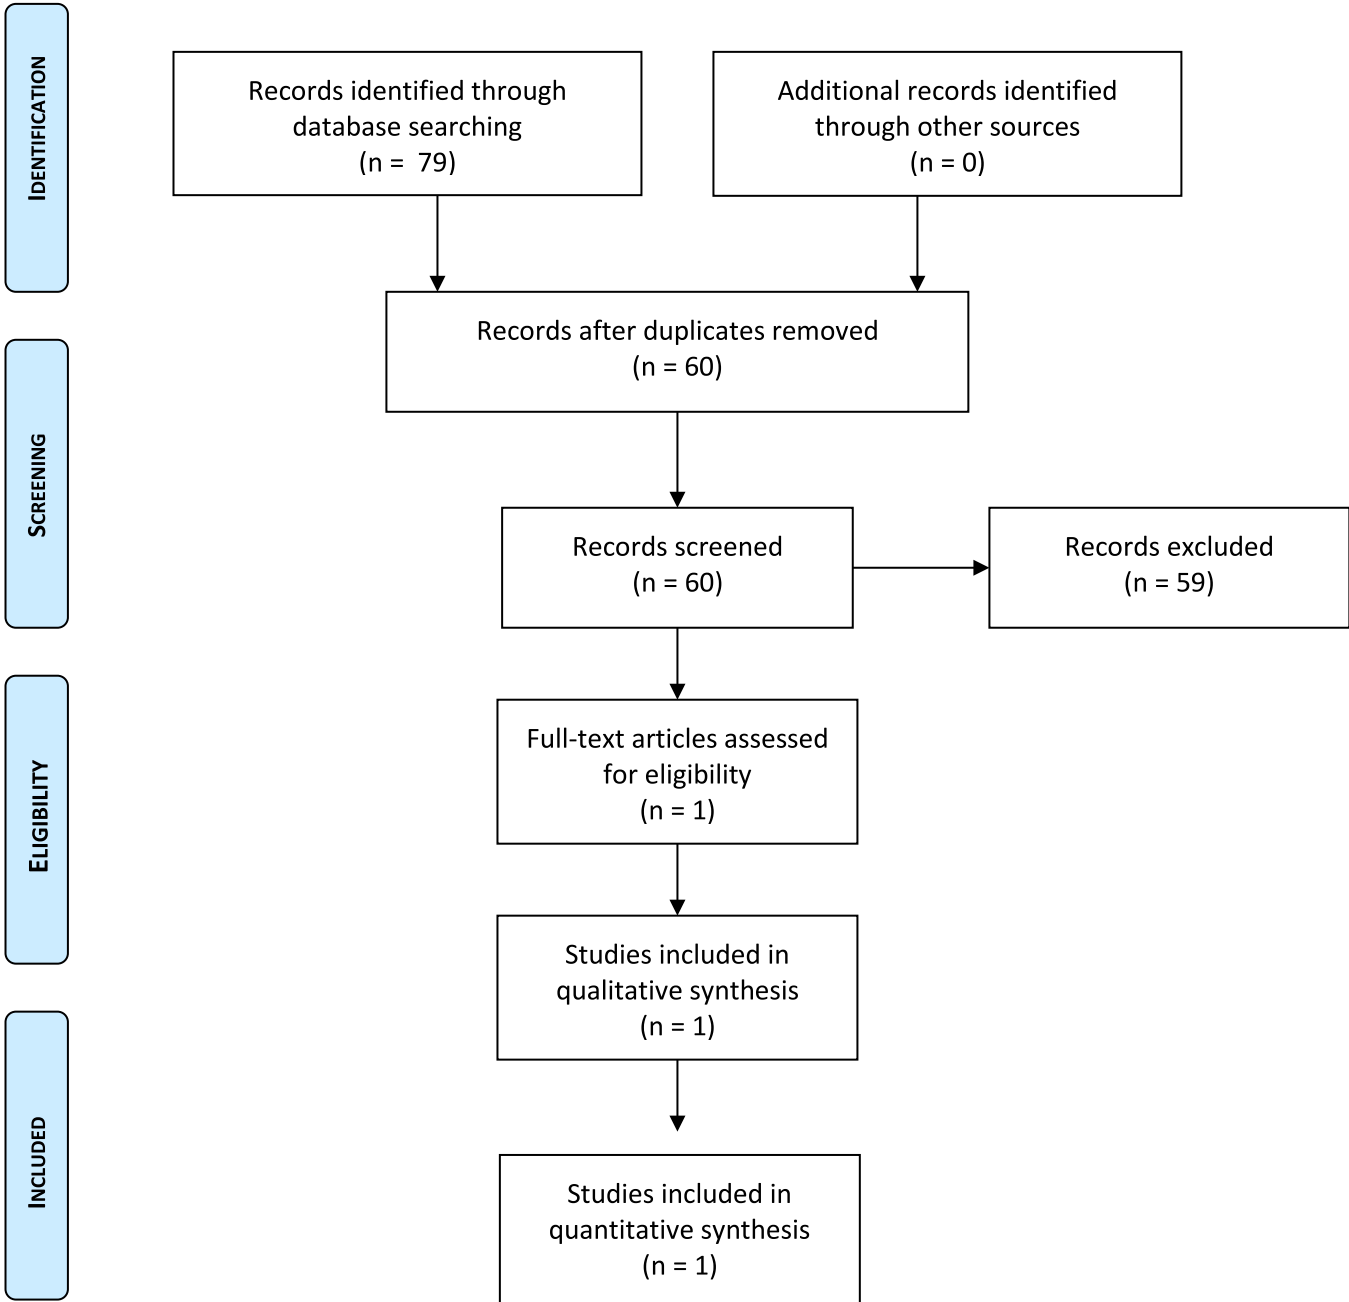 IDENTIFICATION
Records identified through
database searching
(n =  79)
Additional records identified
through other sources
(n = 0)
Records after duplicates removed
(n = 60)
SCREENING
Records screened
(n = 60)
Records excluded
(n = 59)
ELIGIBILITY
Full-text articles assessed
for eligibility
(n = 1)
Studies included in
qualitative synthesis
(n = 1)
INCLUDED
Studies included in
quantitative synthesis
(n = 1)